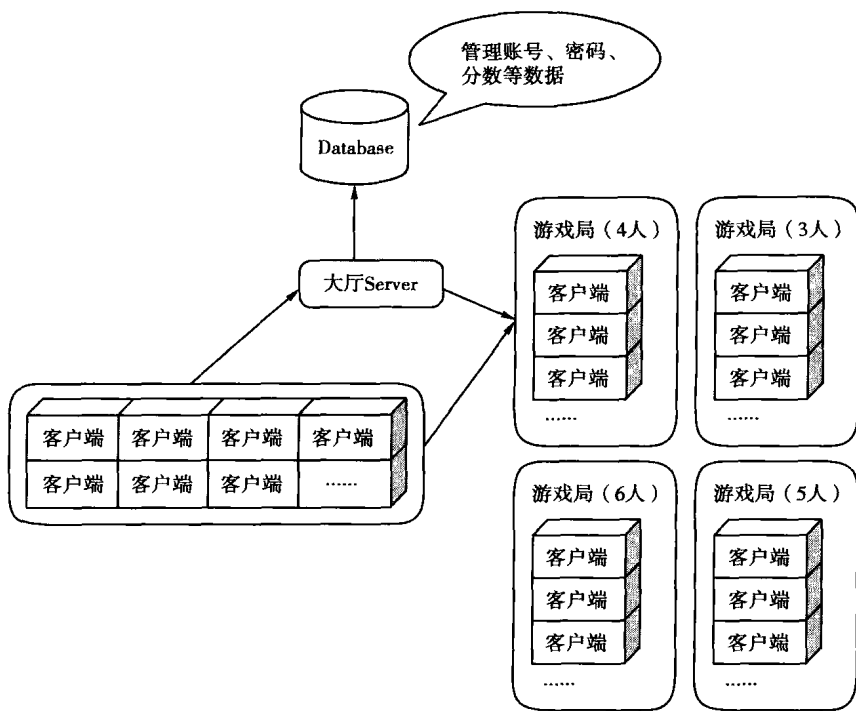 管理账号、密码、
分数等数据
Database
大厅Server
客户端 客户端 客户端 客户端
客户端 客户端 客户端 ……
游戏局（4人）
客户端
客户端
客户端
……
游戏局（3人）
客户端
客户端
客户端
……
游戏局（6人）
客户端
客户端
客户端
……
游戏局（5人）
客户端
客户端
客户端
……